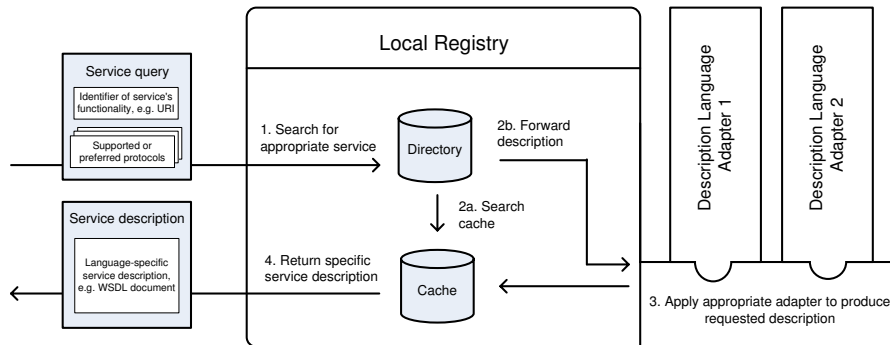 Local Registry
Service query
Identifier of service's
functionality, e.g. URI
Supported or
preferred protocols
1. Search for
appropriate service
Directory
2b. Forward
description
2a. Search
cache
Description Language
Adapter 1
Description Language
Adapter 2
Service description
Language-specific
service description,
e.g. WSDL document
4. Return specific
service description
Cache
3. Apply appropriate adapter to produce
requested description